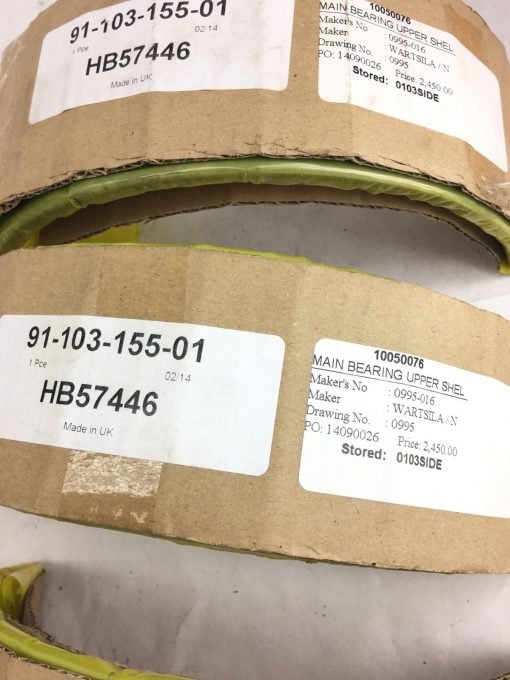 91-103-155-01
1 Pce
02/14
HB57446
Made in UK
10050076
MAIN BEARING UPPER SHEL
Maker's No : 0995-016
Maker : WARTSILA / N
Drawing No. : 0995
PO: 14090026 Price: 2,450.00
Stored: 0103SIDE
91-103-155-01
1 Pce
02/14
HB57446
Made in UK
10050076
MAIN BEARING UPPER SHEL
Maker's No : 0995-016
Maker : WARTSILA / N
Drawing No. : 0995
PO: 14090026 Price: 2,450.00
Stored: 0103SIDE